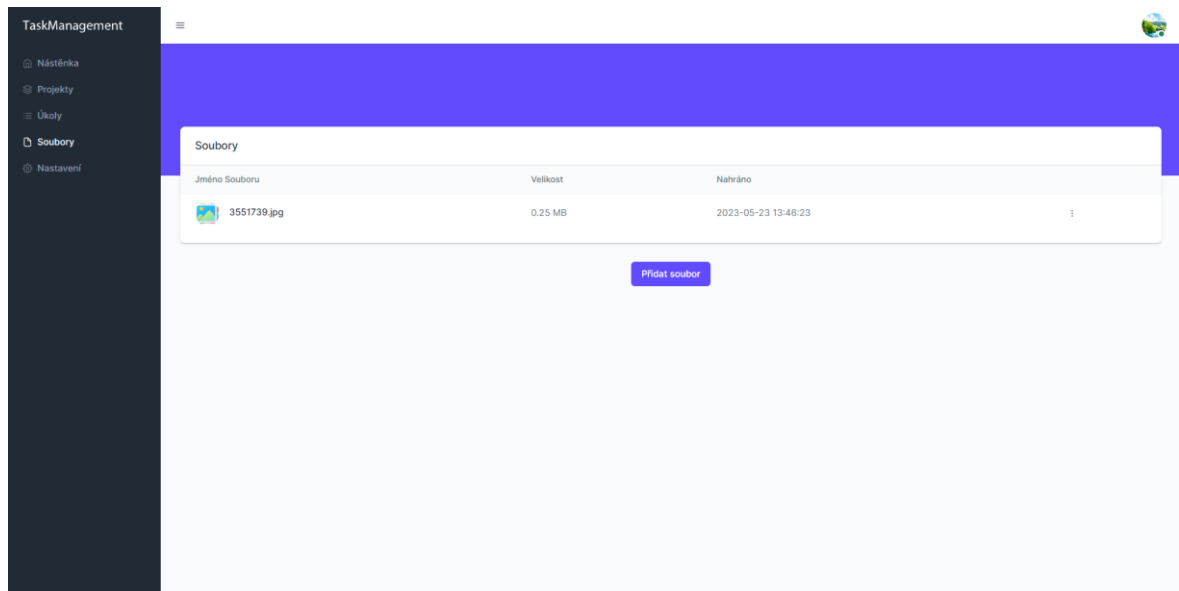 TaskManagement
Nástěnka
Projekty
Úkoly
Soubory
Nastavení
Soubory
Jméno Souboru Velikost Nahráno
3551739.jpg 0.25 MB 2023-05-23 13:46:23
Přidat soubor